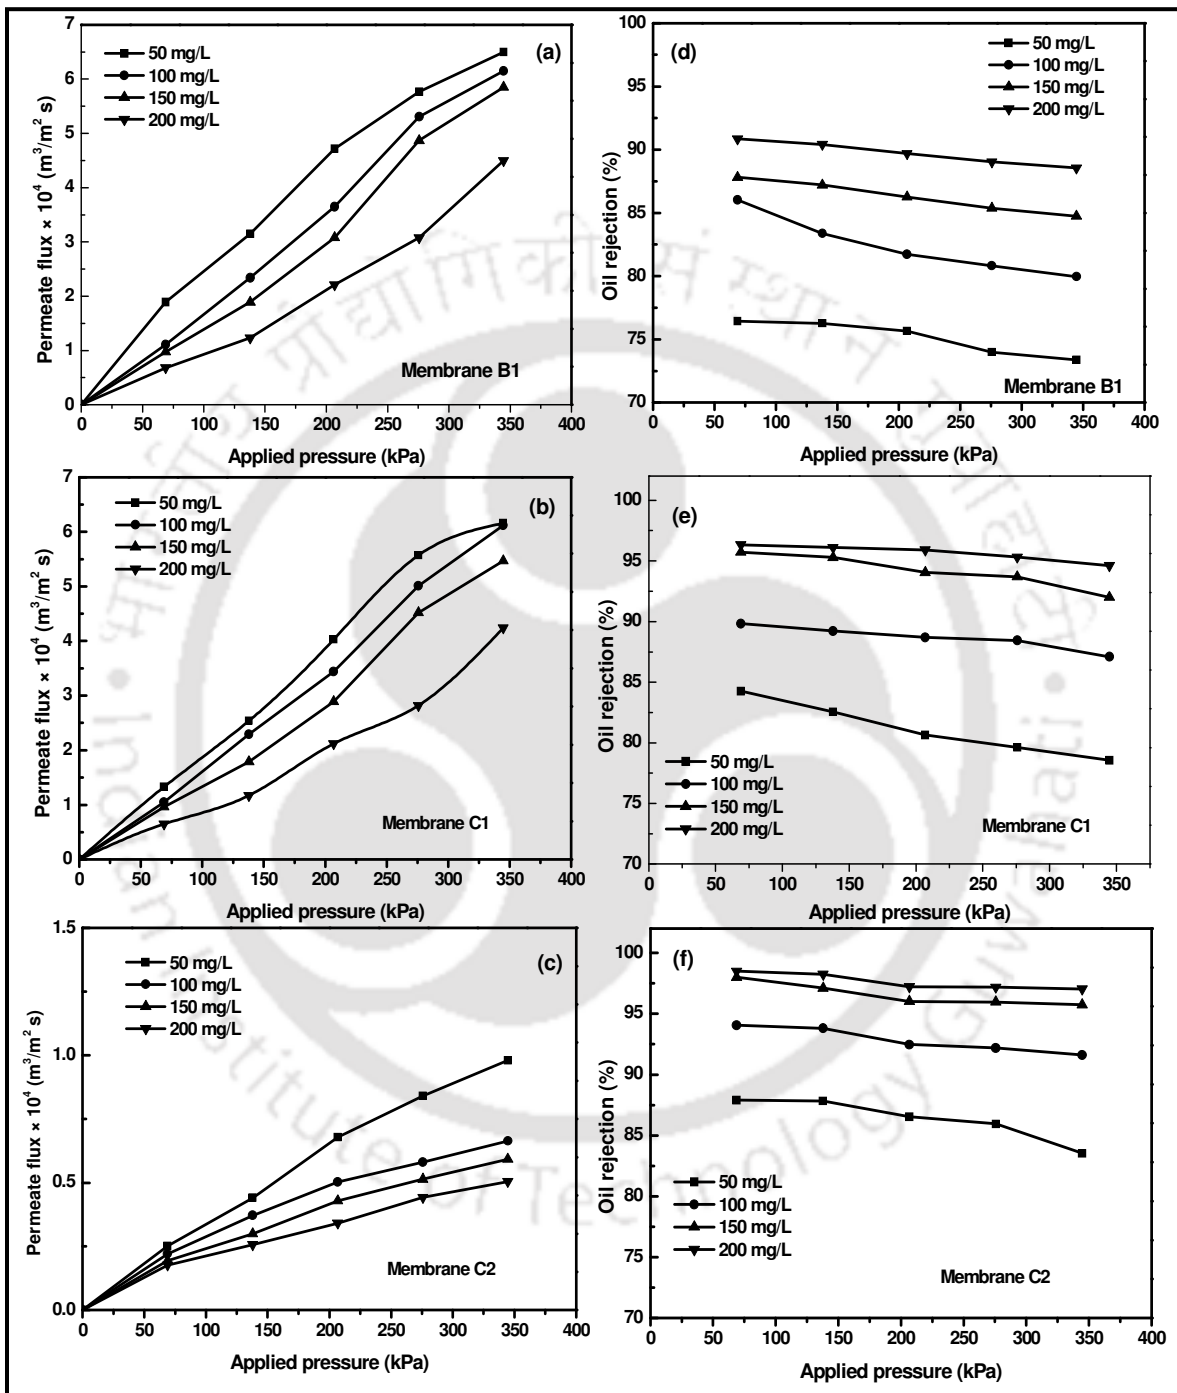 7
6
5
4
3
2
1
0
Permeate flux × 10⁴ (m³/m² s)
50 mg/L
100 mg/L
150 mg/L
200 mg/L
(a)
Membrane B1
0 50 100 150 200 250 300 350 400
Applied pressure (kPa)
100
95
90
85
80
75
70
Oil rejection (%)
(d)
50 mg/L
100 mg/L
150 mg/L
200 mg/L
Membrane B1
0 50 100 150 200 250 300 350 400
Applied pressure (kPa)
7
6
5
4
3
2
1
0
Permeate flux × 10⁴ (m³/m² s)
50 mg/L
100 mg/L
150 mg/L
200 mg/L
(b)
Membrane C1
0 50 100 150 200 250 300 350 400
Applied pressure (kPa)
100
95
90
85
80
75
70
Oil rejection (%)
(e)
50 mg/L
100 mg/L
150 mg/L
200 mg/L
Membrane C1
0 50 100 150 200 250 300 350
Applied pressure (kPa)
1.5
1.0
0.5
0.0
Permeate flux × 10⁴ (m³/m² s)
50 mg/L
100 mg/L
150 mg/L
200 mg/L
(c)
Membrane C2
0 50 100 150 200 250 300 350 400
Applied pressure (kPa)
100
95
90
85
80
75
70
Oil rejection (%)
(f)
50 mg/L
100 mg/L
150 mg/L
200 mg/L
Membrane C2
0 50 100 150 200 250 300 350 400
Applied pressure (kPa)
Indian Institute of Technology Guwahati